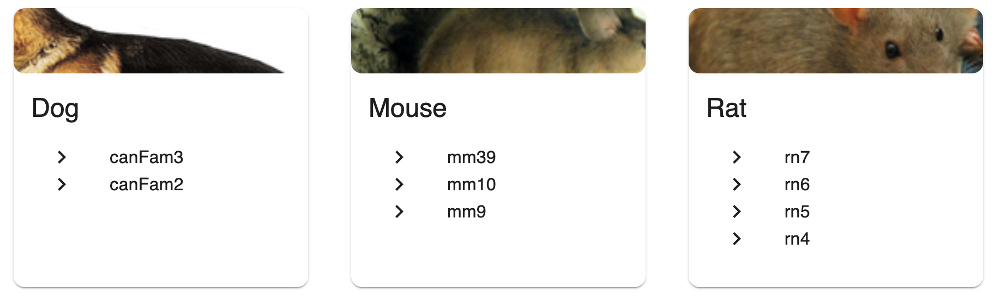 Dog
canFam3
canFam2
Mouse
mm39
mm10
mm9
Rat
rn7
rn6
rn5
rn4